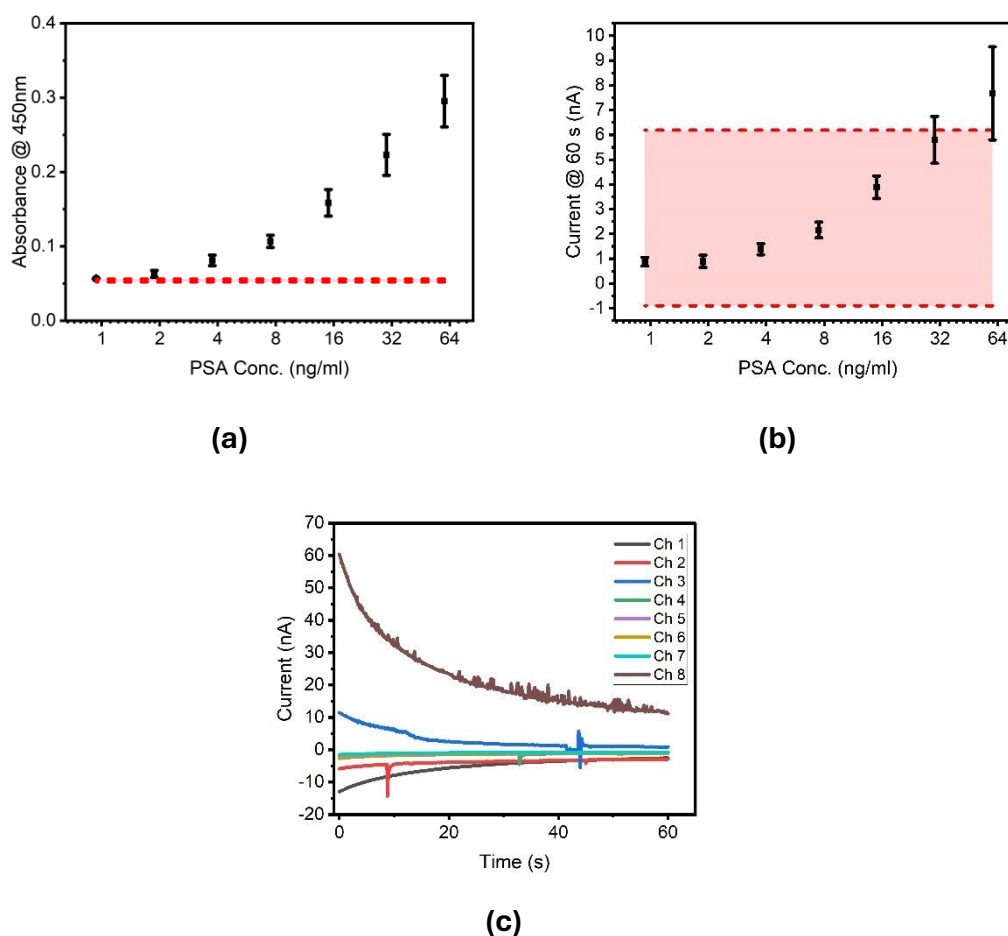 0.4
0.3
0.2
0.1
0.0
Absorbance @ 450nm
1 2 4 8 16 32 64
PSA Conc. (ng/ml)
(a)
10
9
8
7
6
5
4
3
2
1
0
-1
Current @ 60 s (nA)
1 2 4 8 16 32 64
PSA Conc. (ng/ml)
(b)
70
60
50
40
30
20
10
0
-10
-20
Current (nA)
Ch 1
Ch 2
Ch 3
Ch 4
Ch 5
Ch 6
Ch 7
Ch 8
0 20 40 60
Time (s)
(c)